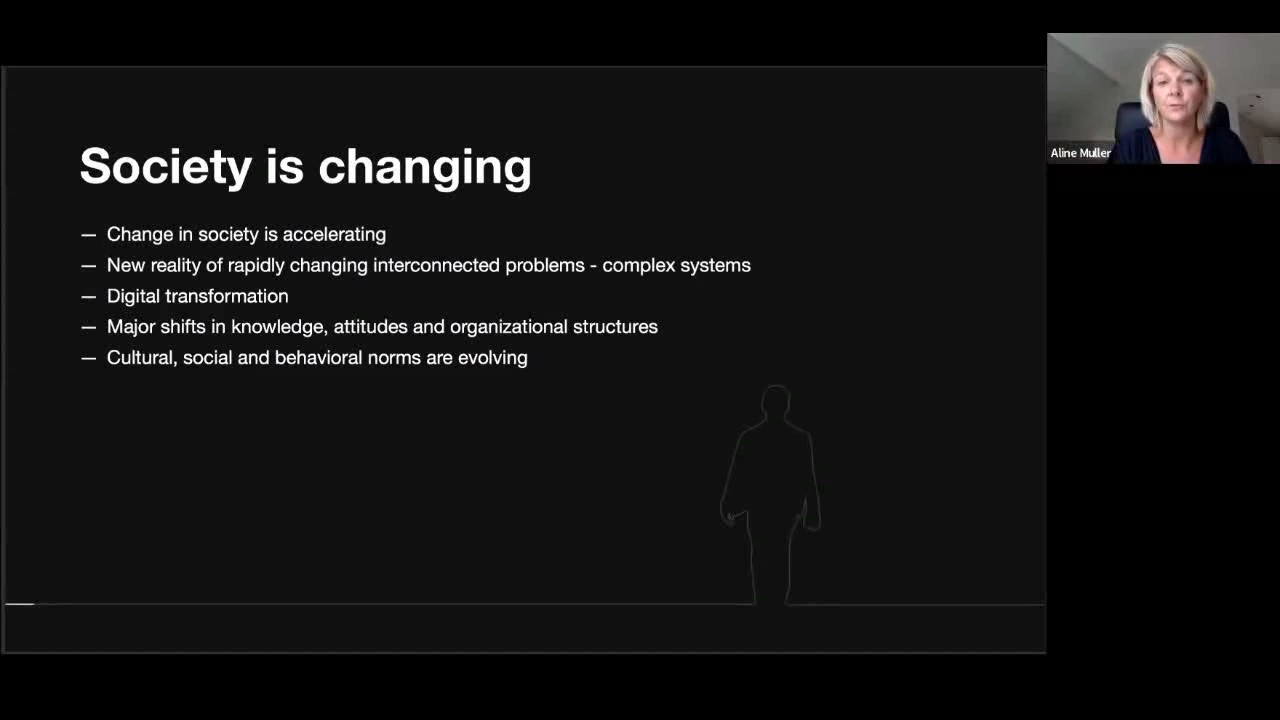 Society is changing
— Change in society is accelerating
— New reality of rapidly changing interconnected problems - complex systems
— Digital transformation
— Major shifts in knowledge, attitudes and organizational structures
— Cultural, social and behavioral norms are evolving
Aline Muller